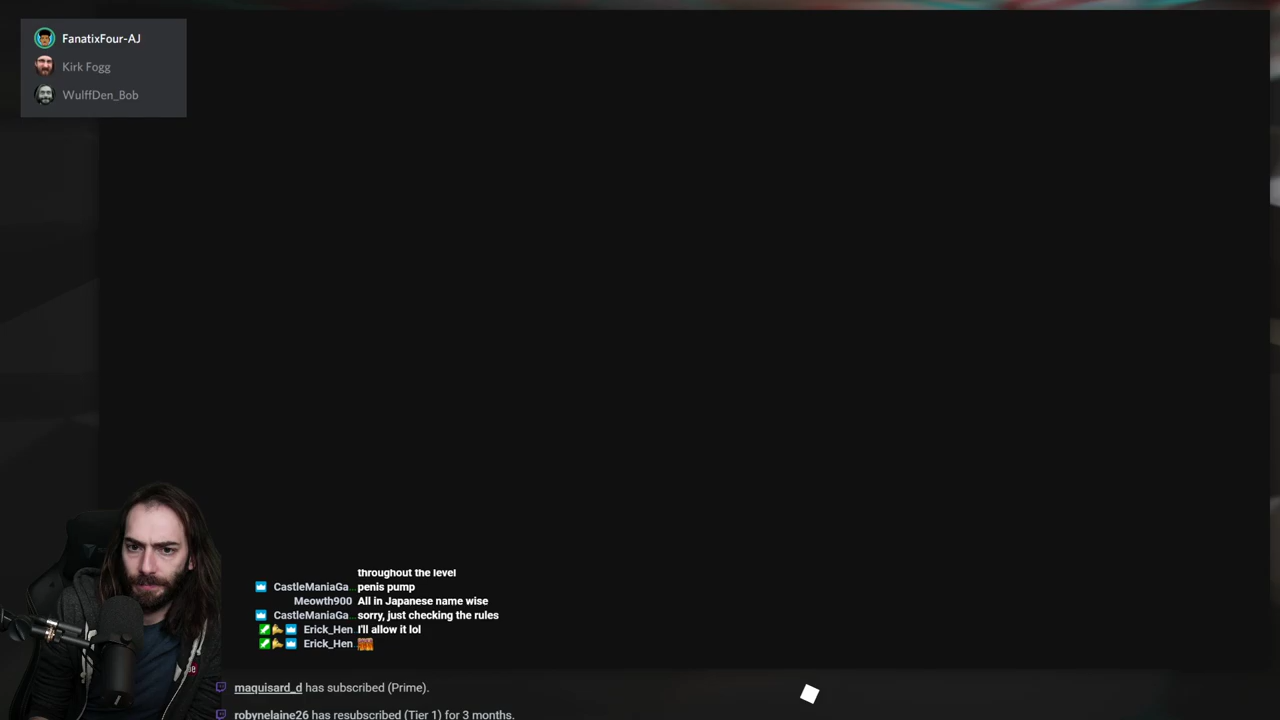 FanatixFour-AJ
Kirk Fogg
WulffDen_Bob
throughout the level
CastleManiaGa... penis pump
Meowth900 All in Japanese name wise
CastleManiaGa... sorry, just checking the rules
Erick_Hen I'll allow it lol
Erick_Hen
maquisard_d has subscribed (Prime).
robynelaine26 has resubscribed (Tier 1) for 3 months.